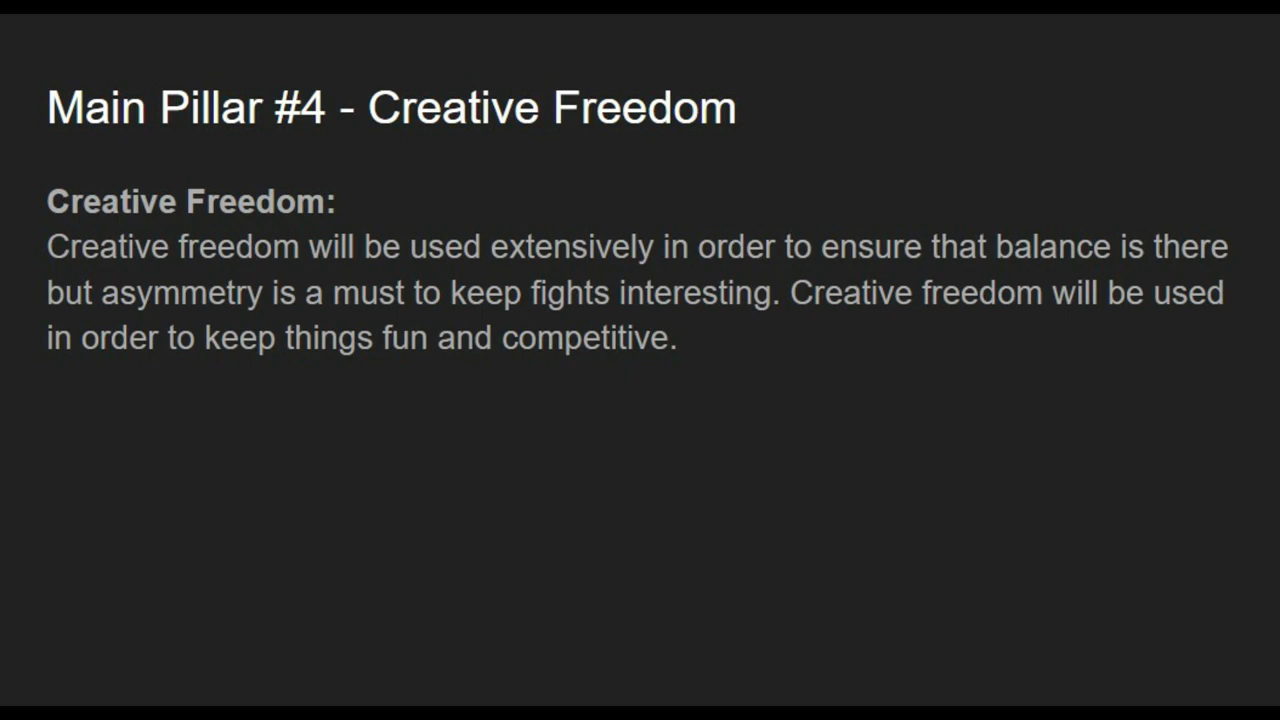 Main Pillar #4 - Creative Freedom
Creative Freedom:
Creative freedom will be used extensively in order to ensure that balance is there
but asymmetry is a must to keep fights interesting. Creative freedom will be used
in order to keep things fun and competitive.